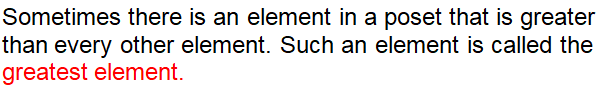 Sometimes there is an element in a poset that is greater
than every other element. Such an element is called the
greatest element.